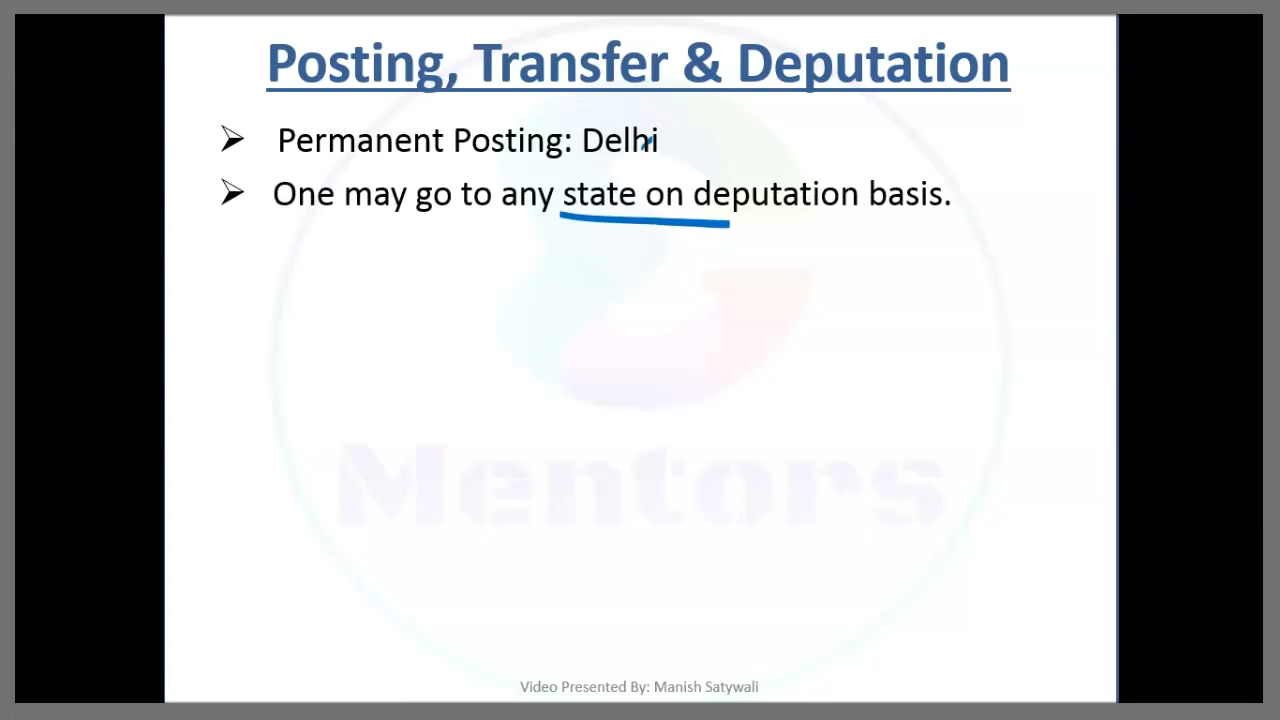 Posting, Transfer & Deputation
➢ Permanent Posting: Delhi
➢ One may go to any state on deputation basis.
Mentors
Video Presented By: Manish Satywali